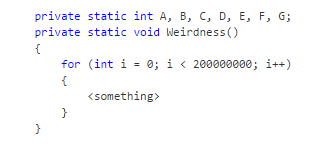 private static int A, B, C, D, E, F, G;
private static void Weirdness()
{
for (int i = 0; i < 200000000; i++)
{
<something>
}
}